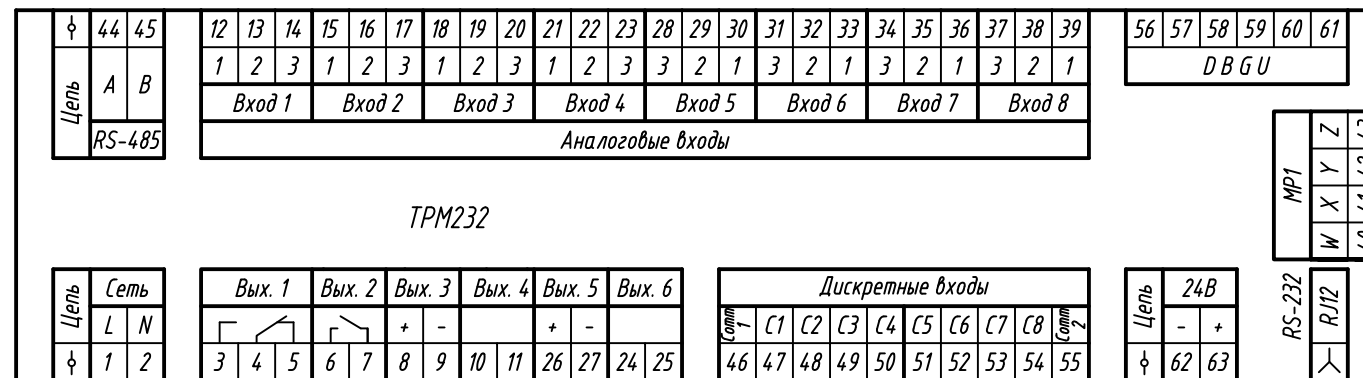 44 45 12 13 14 15 16 17 18 19 20 21 22 23 28 29 30 31 32 33 34 35 36 37 38 39 56 57 58 59 60 61
Цепь A B 1 2 3 1 2 3 1 2 3 1 2 3 3 2 1 3 2 1 3 2 1 3 2 1 DBGU
Вход 1 Вход 2 Вход 3 Вход 4 Вход 5 Вход 6 Вход 7 Вход 8
RS-485 Аналоговые входы
MP1 W X Y Z
ТРМ232
Цепь Сеть Вых. 1 Вых. 2 Вых. 3 Вых. 4 Вых. 5 Вых. 6 Дискретные входы Цепь 24В RS-232 RJ12
L N + - + - Comm 1 C1 C2 C3 C4 C5 C6 C7 C8 Comm 2 - +
1 2 3 4 5 6 7 8 9 10 11 26 27 24 25 46 47 48 49 50 51 52 53 54 55 62 63